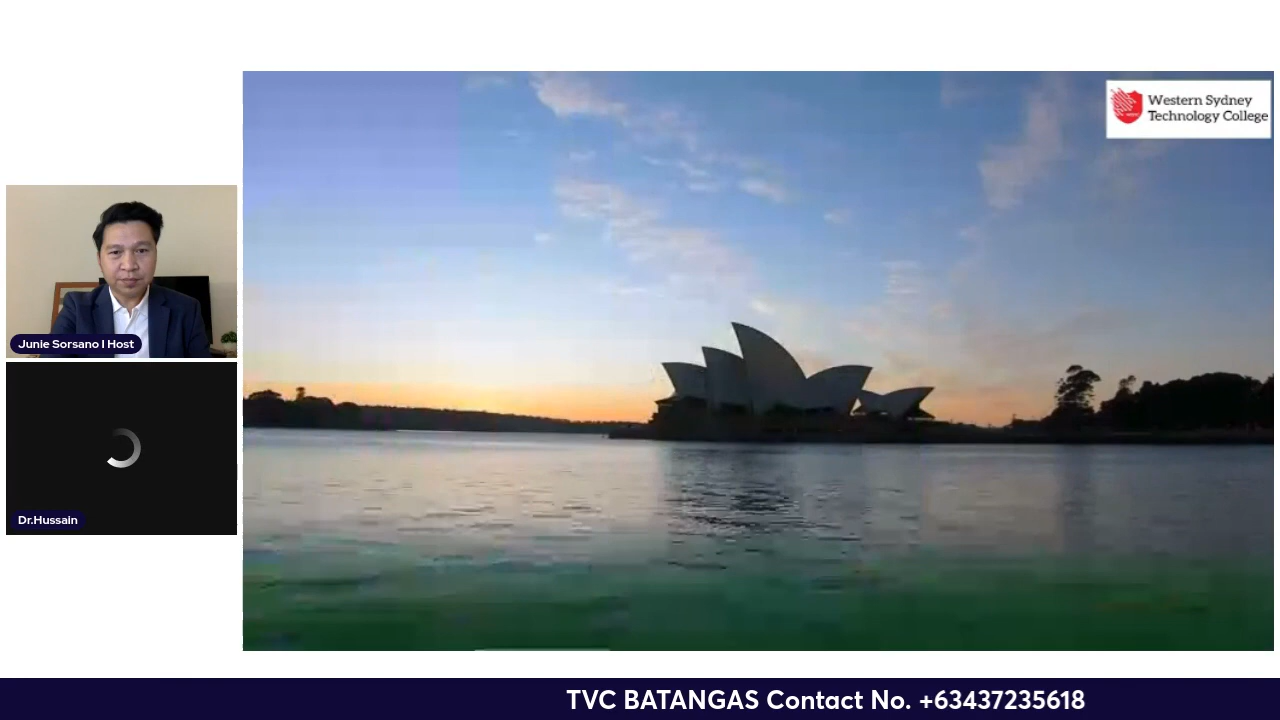 Western Sydney
Technology College
Junie Sorsano I Host
Dr.Hussain
TVC BATANGAS Contact No. +63437235618